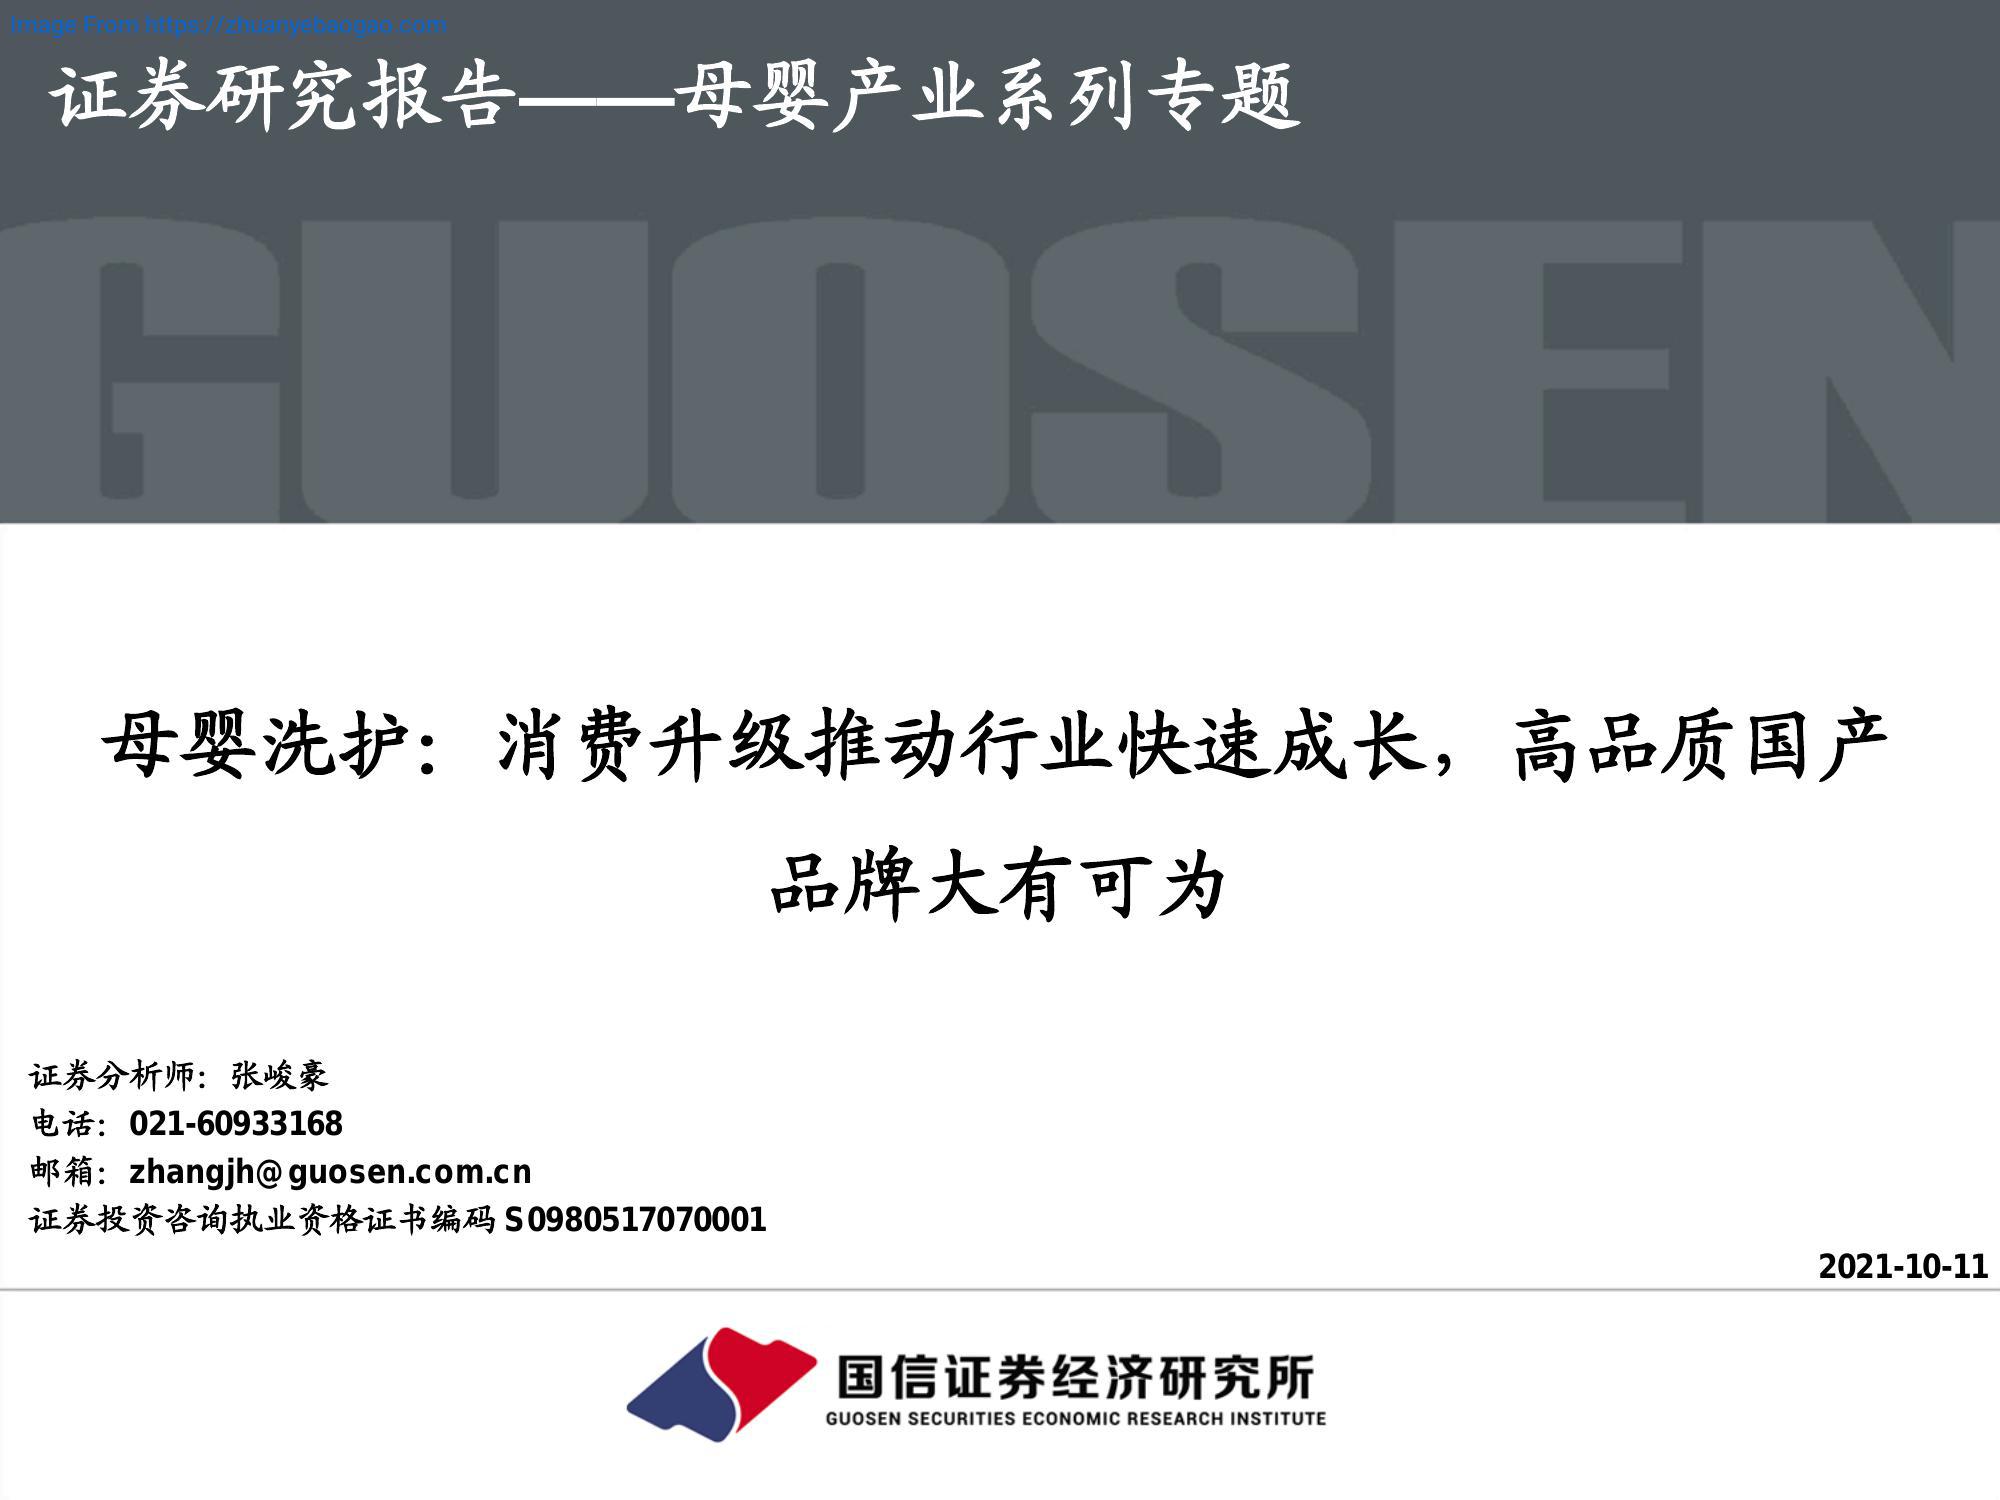 Image From https://zhuanyebaogao.com
证券研究报告——母婴产业系列专题
GUOSEN
母婴洗护：消费升级推动行业快速成长，高品质国产
品牌大有可为
证券分析师：张峻豪
电话：021-60933168
邮箱：zhangjh@guosen.com.cn
证券投资咨询执业资格证书编码 S0980517070001
2021-10-11
国信证券经济研究所
GUOSEN SECURITIES ECONOMIC RESEARCH INSTITUTE